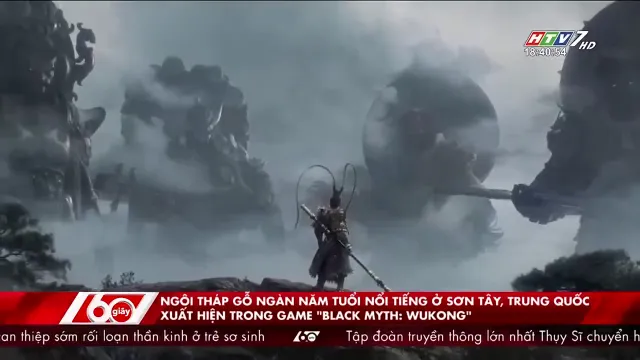 HTV7 HD
18:40:54
60 giây
NGÔI THÁP GỖ NGÀN NĂM TUỔI NỔI TIẾNG Ở SƠN TÂY, TRUNG QUỐC
XUẤT HIỆN TRONG GAME "BLACK MYTH: WUKONG"
an thiệp sớm rối loạn thần kinh ở trẻ sơ sinh 60s Tập đoàn truyền thông lớn nhất Thụy Sĩ chuyển h